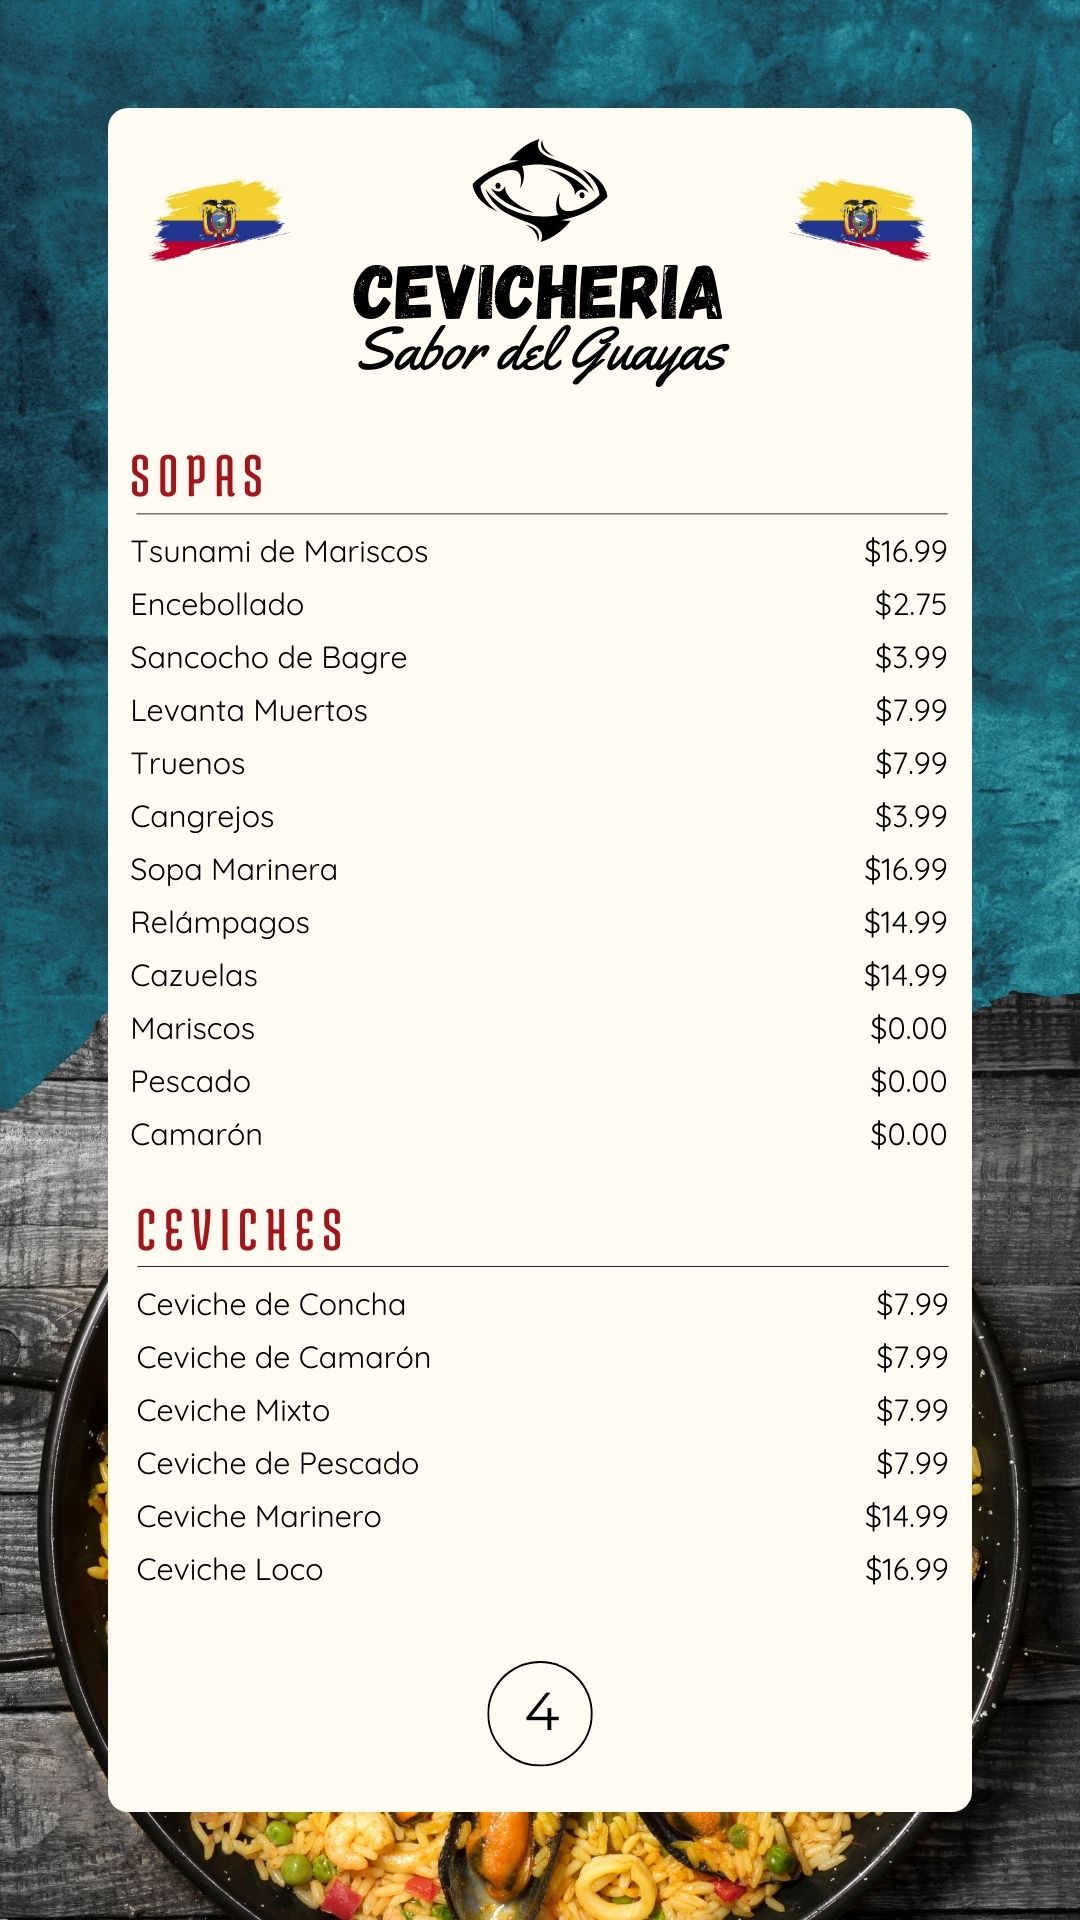 CEVICHERIA
Sabor del Guayas
SOPAS
Tsunami de Mariscos $16.99
Encebollado $2.75
Sancocho de Bagre $3.99
Levanta Muertos $7.99
Truenos $7.99
Cangrejos $3.99
Sopa Marinera $16.99
Relámpagos $14.99
Cazuelas $14.99
Mariscos $0.00
Pescado $0.00
Camarón $0.00
CEVICHES
Ceviche de Concha $7.99
Ceviche de Camarón $7.99
Ceviche Mixto $7.99
Ceviche de Pescado $7.99
Ceviche Marinero $14.99
Ceviche Loco $16.99
4